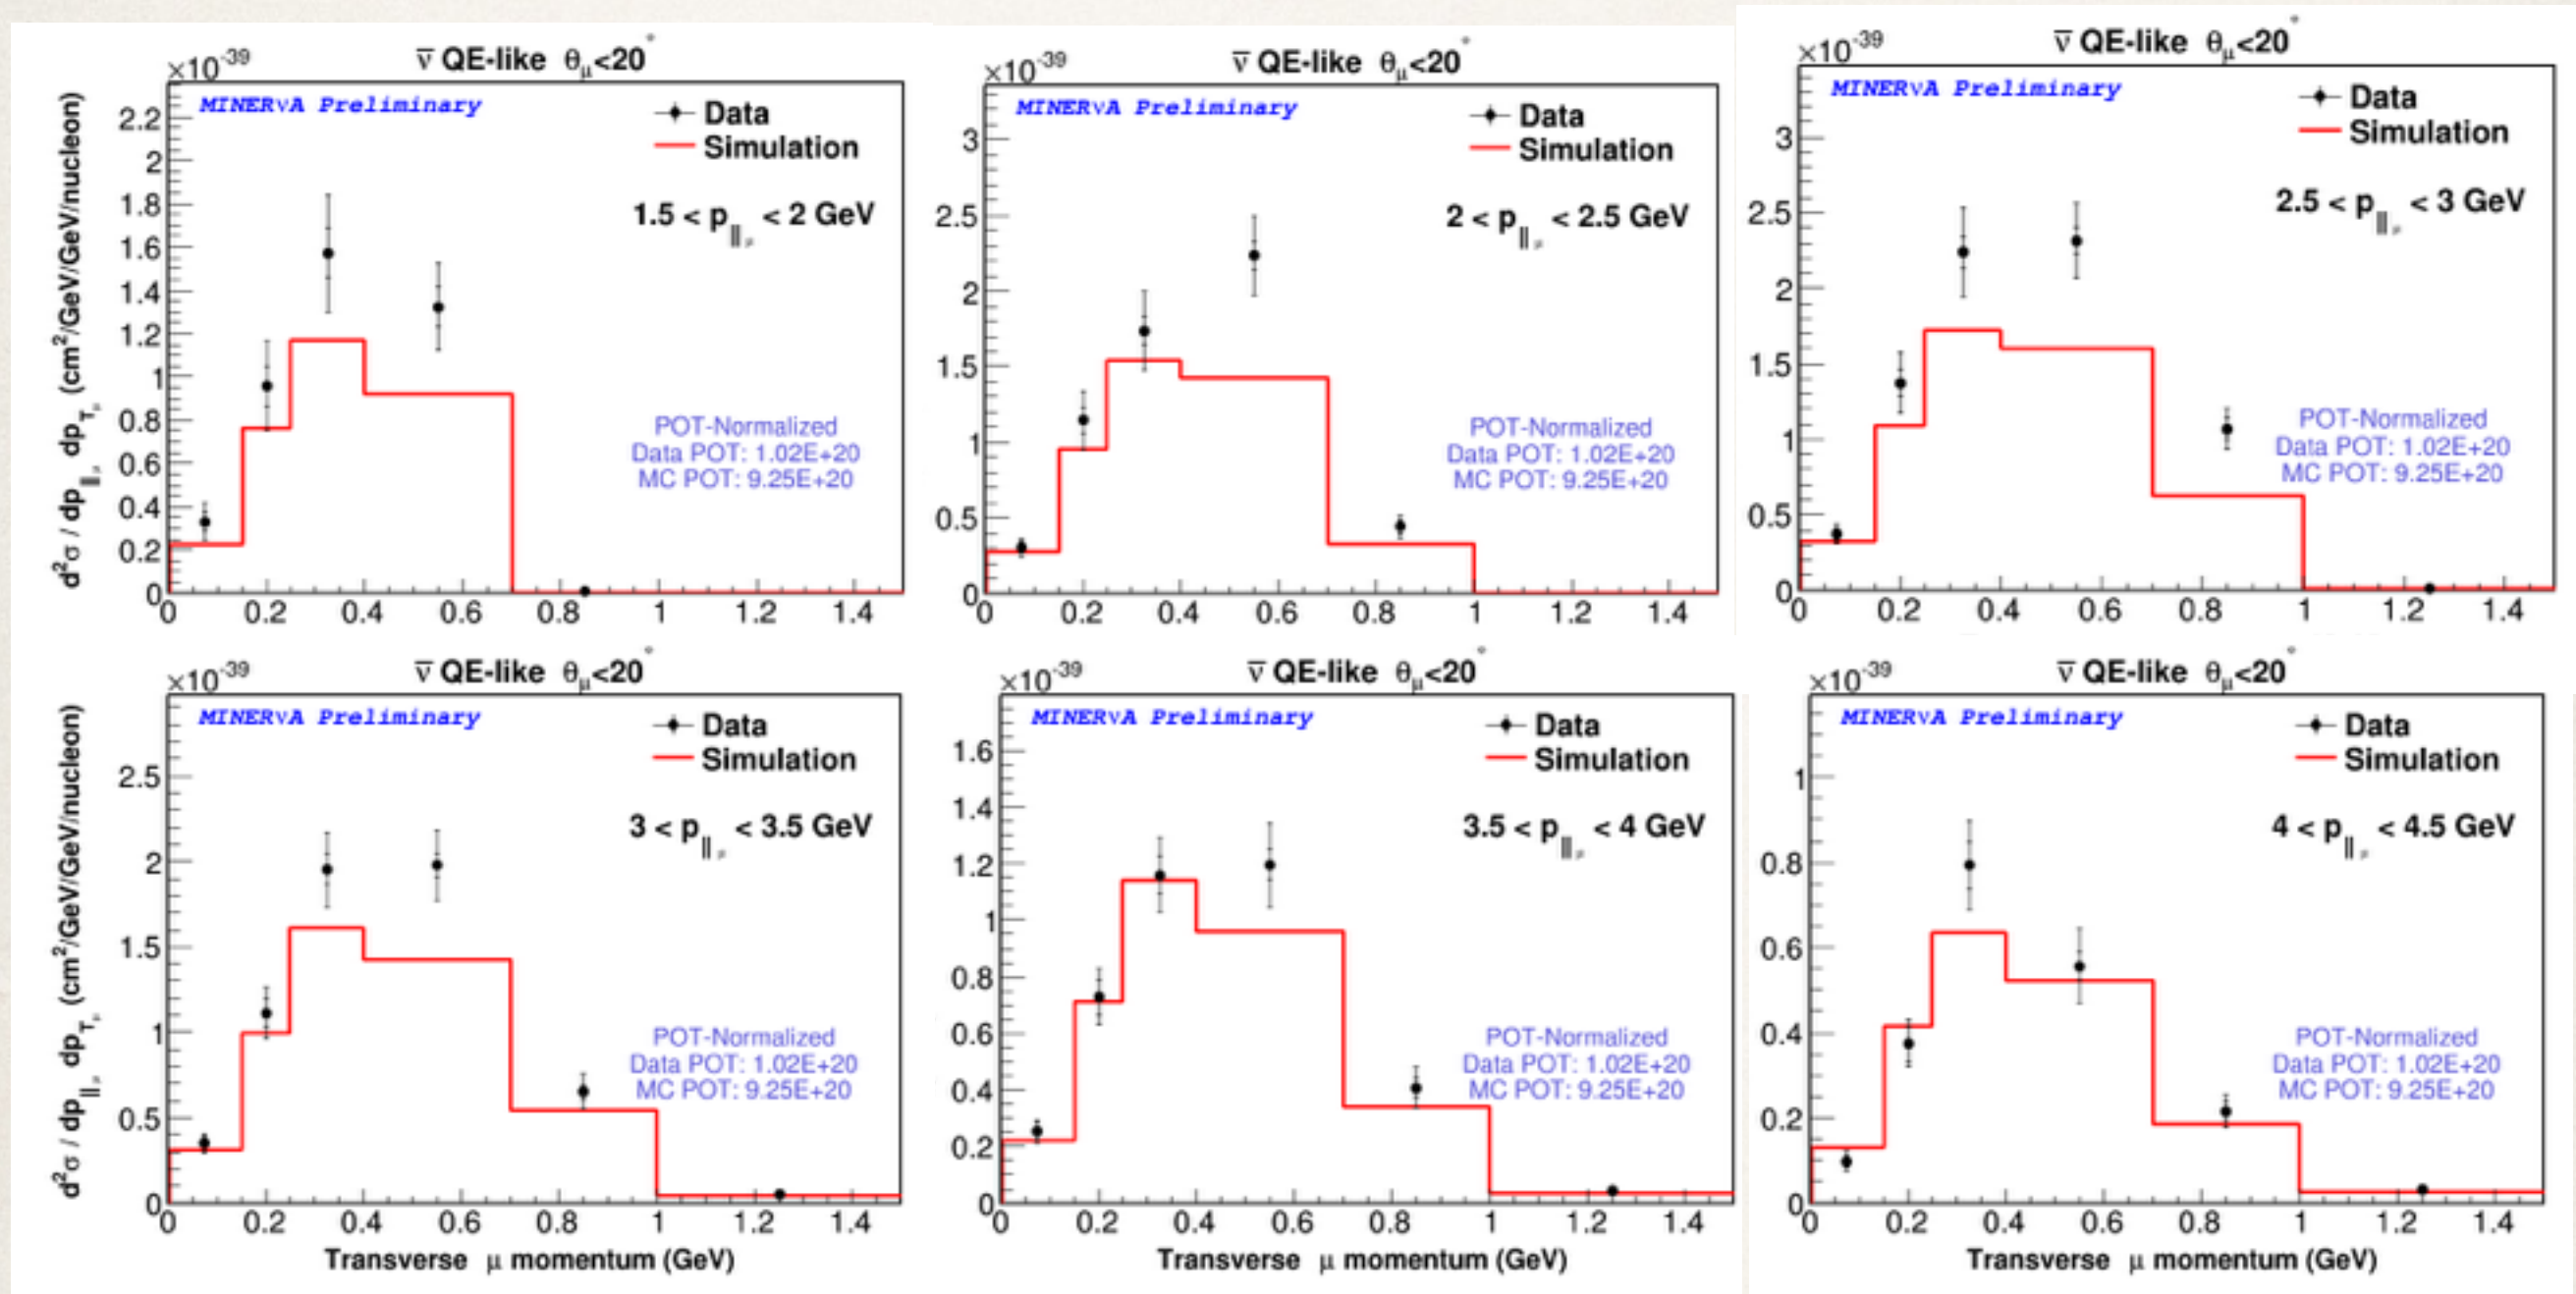 ×10⁻³⁹
ν̅ QE-like θμ<20°
MINERνA Preliminary
Data
Simulation
1.5 < p∥μ < 2 GeV
POT-Normalized
Data POT: 1.02E+20
MC POT: 9.25E+20
d²σ / dp∥μ dpTμ (cm²/GeV/GeV/nucleon)
2.2
2
1.8
1.6
1.4
1.2
1
0.8
0.6
0.4
0.2
0
0 0.2 0.4 0.6 0.8 1 1.2 1.4
×10⁻³⁹
ν̅ QE-like θμ<20°
MINERνA Preliminary
Data
Simulation
2 < p∥μ < 2.5 GeV
POT-Normalized
Data POT: 1.02E+20
MC POT: 9.25E+20
3
2.5
2
1.5
1
0.5
0
0 0.2 0.4 0.6 0.8 1 1.2 1.4
×10⁻³⁹
ν̅ QE-like θμ<20°
MINERνA Preliminary
Data
Simulation
2.5 < p∥μ < 3 GeV
POT-Normalized
Data POT: 1.02E+20
MC POT: 9.25E+20
3
2.5
2
1.5
1
0.5
0
0 0.2 0.4 0.6 0.8 1 1.2 1.4
×10⁻³⁹
ν̅ QE-like θμ<20°
MINERνA Preliminary
Data
Simulation
3 < p∥μ < 3.5 GeV
POT-Normalized
Data POT: 1.02E+20
MC POT: 9.25E+20
d²σ / dp∥μ dpTμ (cm²/GeV/GeV/nucleon)
2.5
2
1.5
1
0.5
0
0 0.2 0.4 0.6 0.8 1 1.2 1.4
Transverse μ momentum (GeV)
×10⁻³⁹
ν̅ QE-like θμ<20°
MINERνA Preliminary
Data
Simulation
3.5 < p∥μ < 4 GeV
POT-Normalized
Data POT: 1.02E+20
MC POT: 9.25E+20
1.6
1.4
1.2
1
0.8
0.6
0.4
0.2
0
0 0.2 0.4 0.6 0.8 1 1.2 1.4
Transverse μ momentum (GeV)
×10⁻³⁹
ν̅ QE-like θμ<20°
MINERνA Preliminary
Data
Simulation
4 < p∥μ < 4.5 GeV
POT-Normalized
Data POT: 1.02E+20
MC POT: 9.25E+20
1
0.8
0.6
0.4
0.2
0
0 0.2 0.4 0.6 0.8 1 1.2 1.4
Transverse μ momentum (GeV)